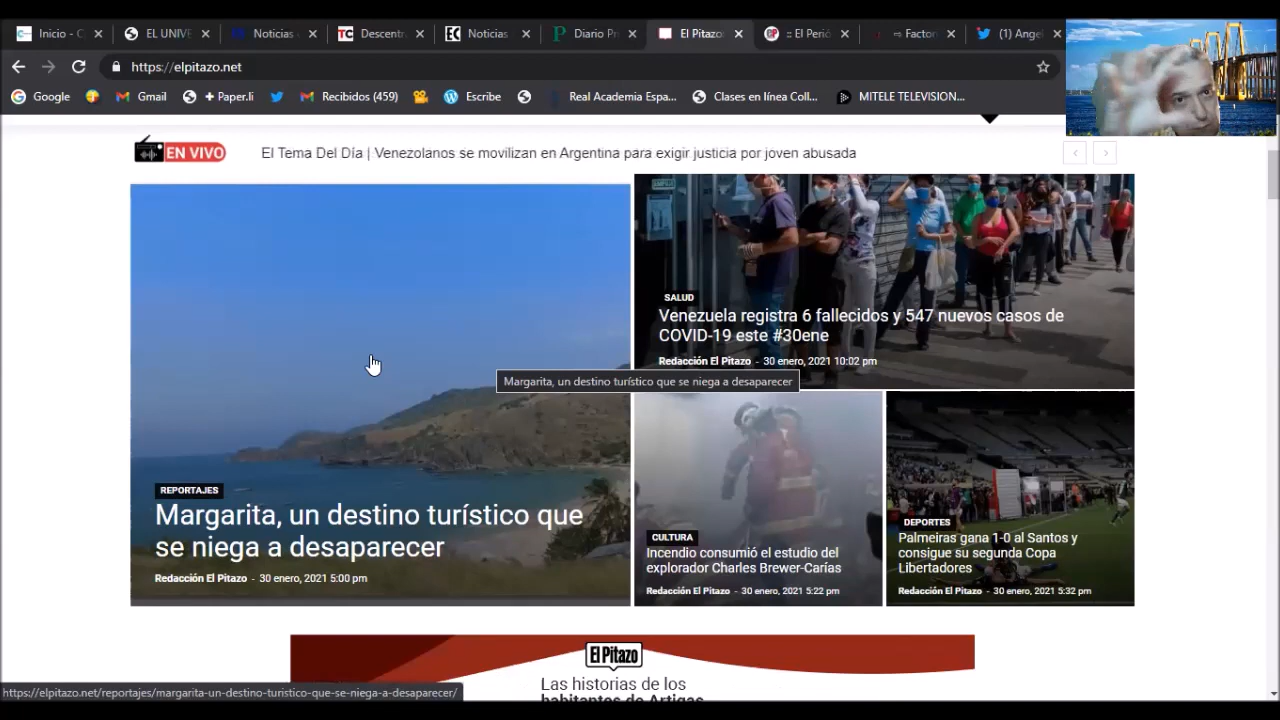 Inicio - C
EL UNIVE
Noticias
Descentr
Noticias
Diario Pr
El Pitazo
:: El Perió
Factor
(1) Angel
https://elpitazo.net
Google
Gmail
+ Paper.li
Recibidos (459)
Escribe
Real Academia Espa...
Clases en línea Coll...
MITELE TELEVISION...
EN VIVO
El Tema Del Día | Venezolanos se movilizan en Argentina para exigir justicia por joven abusada
SALUD
Venezuela registra 6 fallecidos y 547 nuevos casos de
COVID-19 este #30ene
Redacción El Pitazo - 30 enero, 2021 10:02 pm
Margarita, un destino turístico que se niega a desaparecer
REPORTAJES
Margarita, un destino turístico que
se niega a desaparecer
Redacción El Pitazo - 30 enero, 2021 5:00 pm
CULTURA
Incendio consumió el estudio del
explorador Charles Brewer-Carías
Redacción El Pitazo - 30 enero, 2021 5:22 pm
DEPORTES
Palmeiras gana 1-0 al Santos y
consigue su segunda Copa
Libertadores
Redacción El Pitazo - 30 enero, 2021 5:32 pm
El Pitazo
Las historias de los
habitantes de Artigas
https://elpitazo.net/reportajes/margarita-un-destino-turistico-que-se-niega-a-desaparecer/